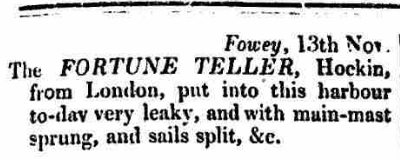 Fowey, 13th Nov.
The FORTUNE TELLER, Hockin,
from London, put into this harbour
to-day very leaky, and with main-mast
sprung, and sails split, &c.